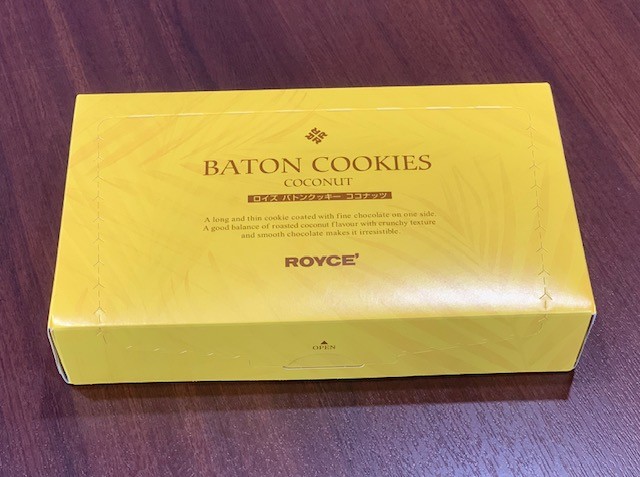 BATON COOKIES
COCONUT
ロイズ バトンクッキー ココナッツ
A long and thin cookie coated with fine chocolate on one side.
A good balance of roasted coconut flavour with crunchy texture
and smooth chocolate makes it irresistible.
ROYCE'
OPEN